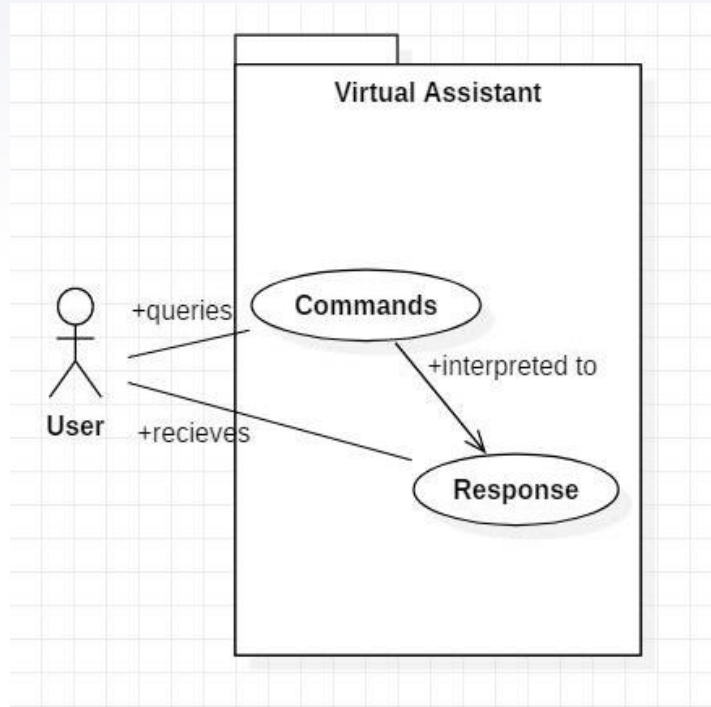 Virtual Assistant
+queries
Commands
+interpreted to
User
+recieves
Response